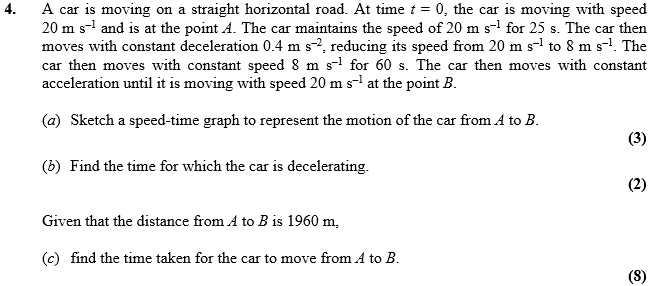 4. A car is moving on a straight horizontal road. At time t = 0, the car is moving with speed
20 m s⁻¹ and is at the point A. The car maintains the speed of 20 m s⁻¹ for 25 s. The car then
moves with constant deceleration 0.4 m s⁻², reducing its speed from 20 m s⁻¹ to 8 m s⁻¹. The
car then moves with constant speed 8 m s⁻¹ for 60 s. The car then moves with constant
acceleration until it is moving with speed 20 m s⁻¹ at the point B.
(a) Sketch a speed-time graph to represent the motion of the car from A to B.
(3)
(b) Find the time for which the car is decelerating.
(2)
Given that the distance from A to B is 1960 m,
(c) find the time taken for the car to move from A to B.
(8)